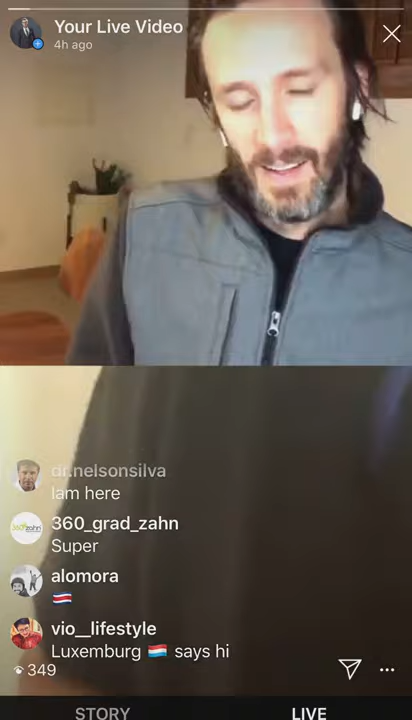 Your Live Video
4h ago
dr.nelsonsilva
Iam here
360_grad_zahn
Super
alomora
🇨🇷
vio__lifestyle
Luxemburg 🇱🇺 says hi
349
STORY
LIVE